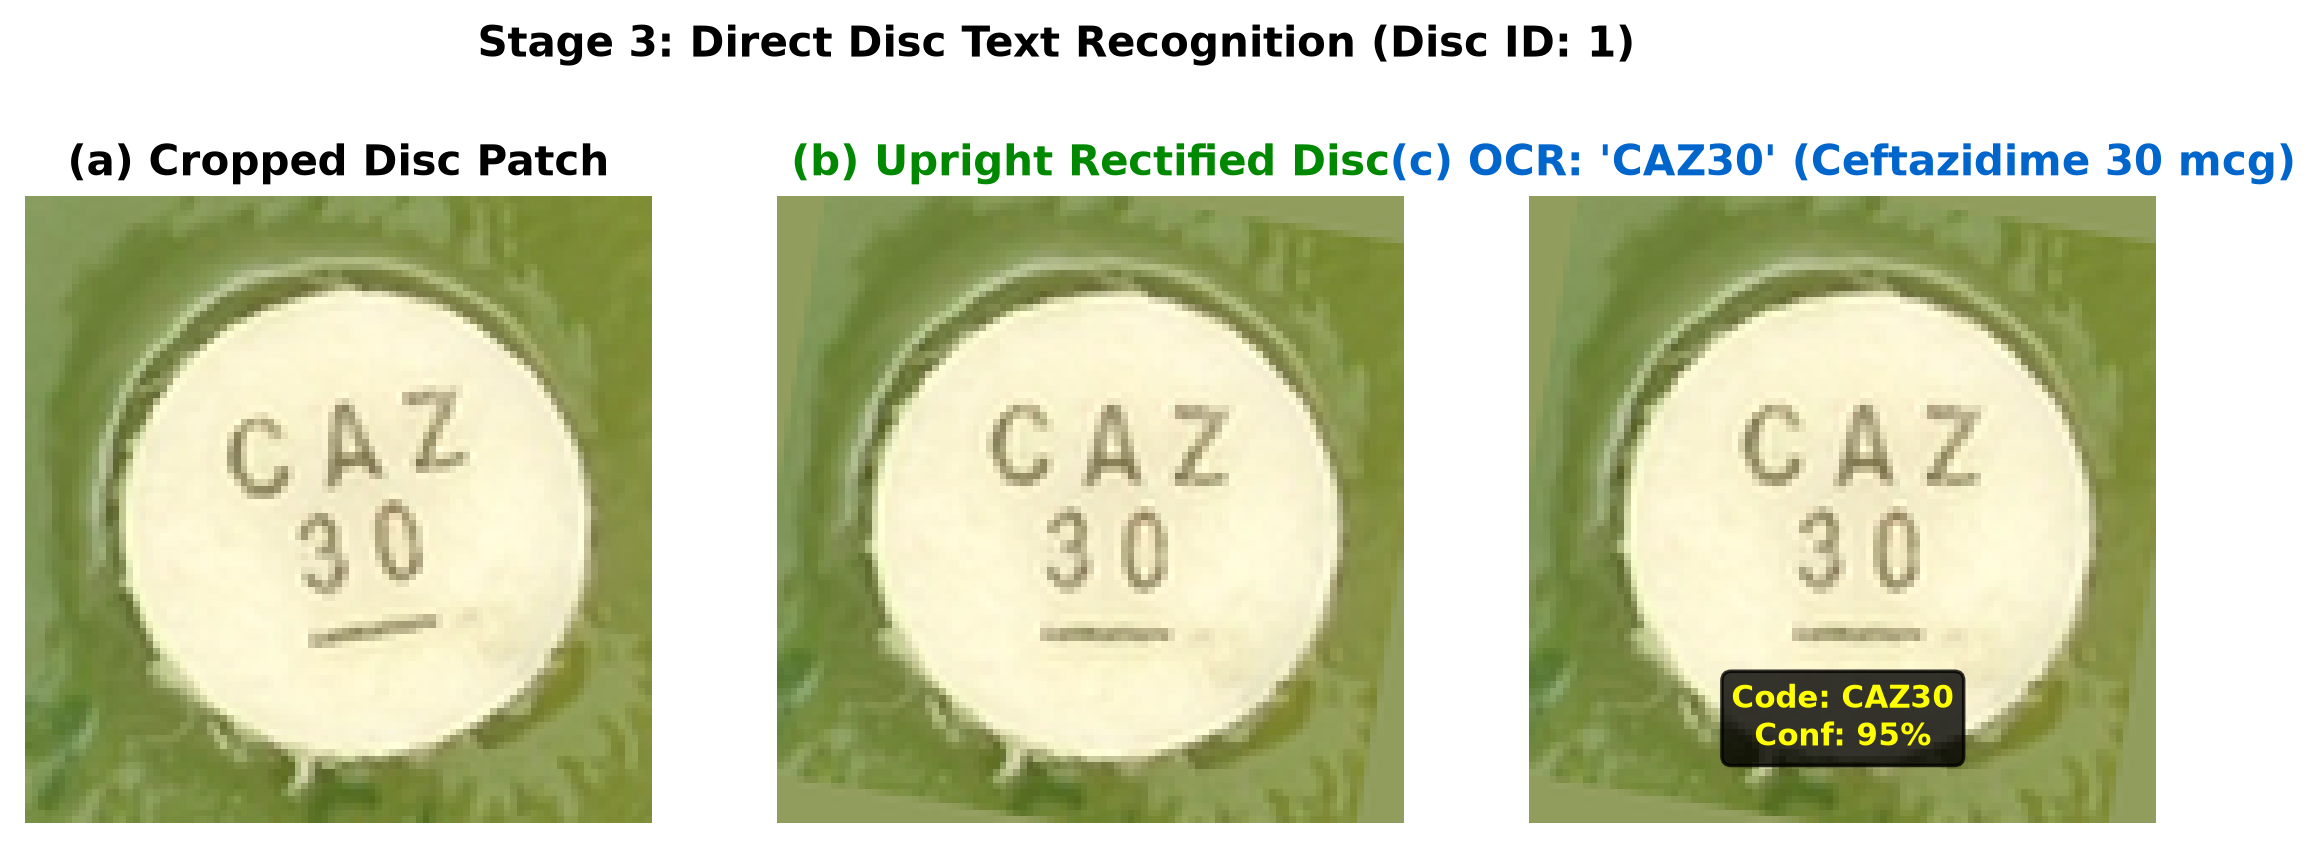 Stage 3: Direct Disc Text Recognition (Disc ID: 1)
(a) Cropped Disc Patch
(b) Upright Rectified Disc
(c) OCR: 'CAZ30' (Ceftazidime 30 mcg)
CAZ
30
CAZ
30
CAZ
30
Code: CAZ30
Conf: 95%